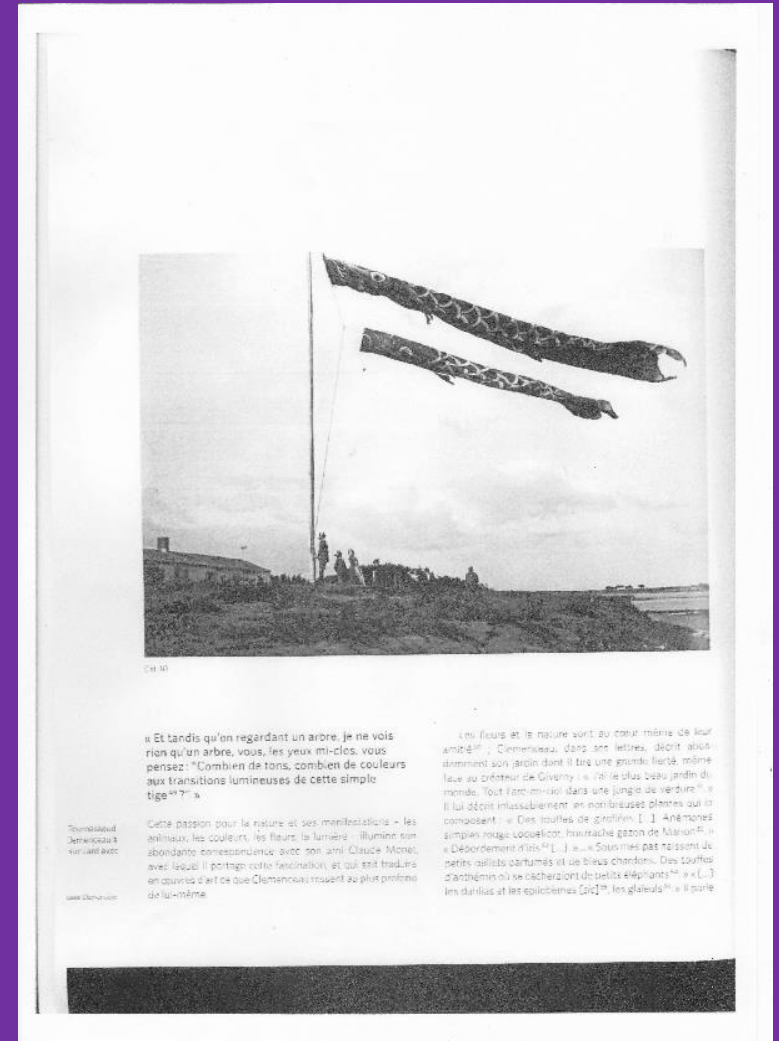 « Et tandis qu'en regardant un arbre, je ne vois
rien qu'un arbre, vous, les yeux mi-clos, vous
pensez : "Combien de tons, combien de couleurs
aux transitions lumineuses de cette simple
tige ?" »
Cette passion pour la nature et ses manifestations – les
animaux, les couleurs, les fleurs, la lumière – illumine son
abondante correspondance avec son ami Claude Monet,
avec lequel il partage cette fascination, et qui sait traduire
en œuvres d'art ce que Clemenceau ressent au plus profond
de lui-même.
Les fleurs et la nature sont au cœur même de leur
amitié ; Clemenceau, dans ses lettres, décrit abon-
damment son jardin dont il tire une grande fierté, même
face au créateur de Giverny : « J'ai le plus beau jardin du
monde. Tout l'arc-en-ciel dans une jungle de verdure. »
Il lui décrit inlassablement les nombreuses plantes qui le
composent : « Des touffes de giroflées [...] Anémones
simples rouge coquelicot, bourrache gazon de »
« Débordement d'iris [...] » « Sous mes pas naissent de
petits œillets parfumés et de bleus chardons. Des touffes
d'anthémis où se cacheraient de petits éléphants » « [...]
les dahlias et les épilobèmes [sic], les glaïeuls » Il parle